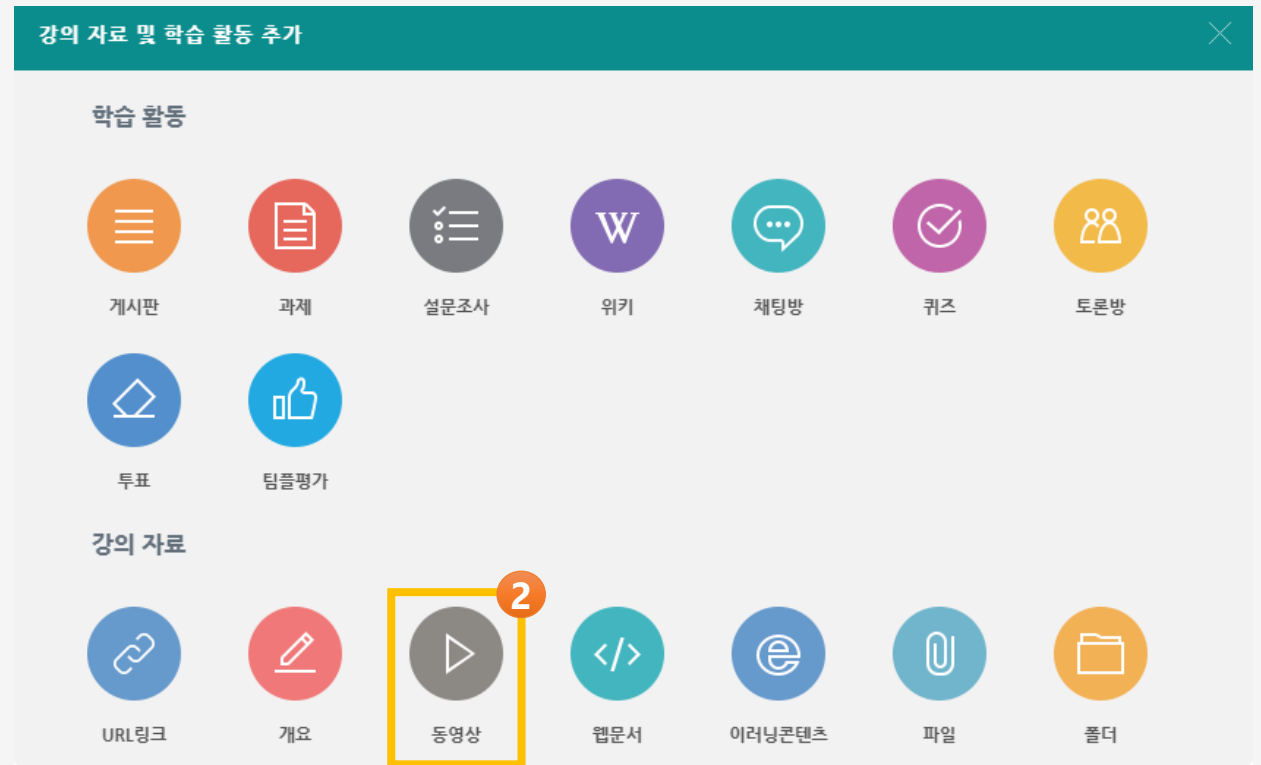 강의 자료 및 학습 활동 추가
학습 활동
W
게시판 과제 설문조사 위키 채팅방 퀴즈 토론방
투표 팀플평가
강의 자료
2
</> e
URL링크 개요 동영상 웹문서 이러닝콘텐츠 파일 폴더